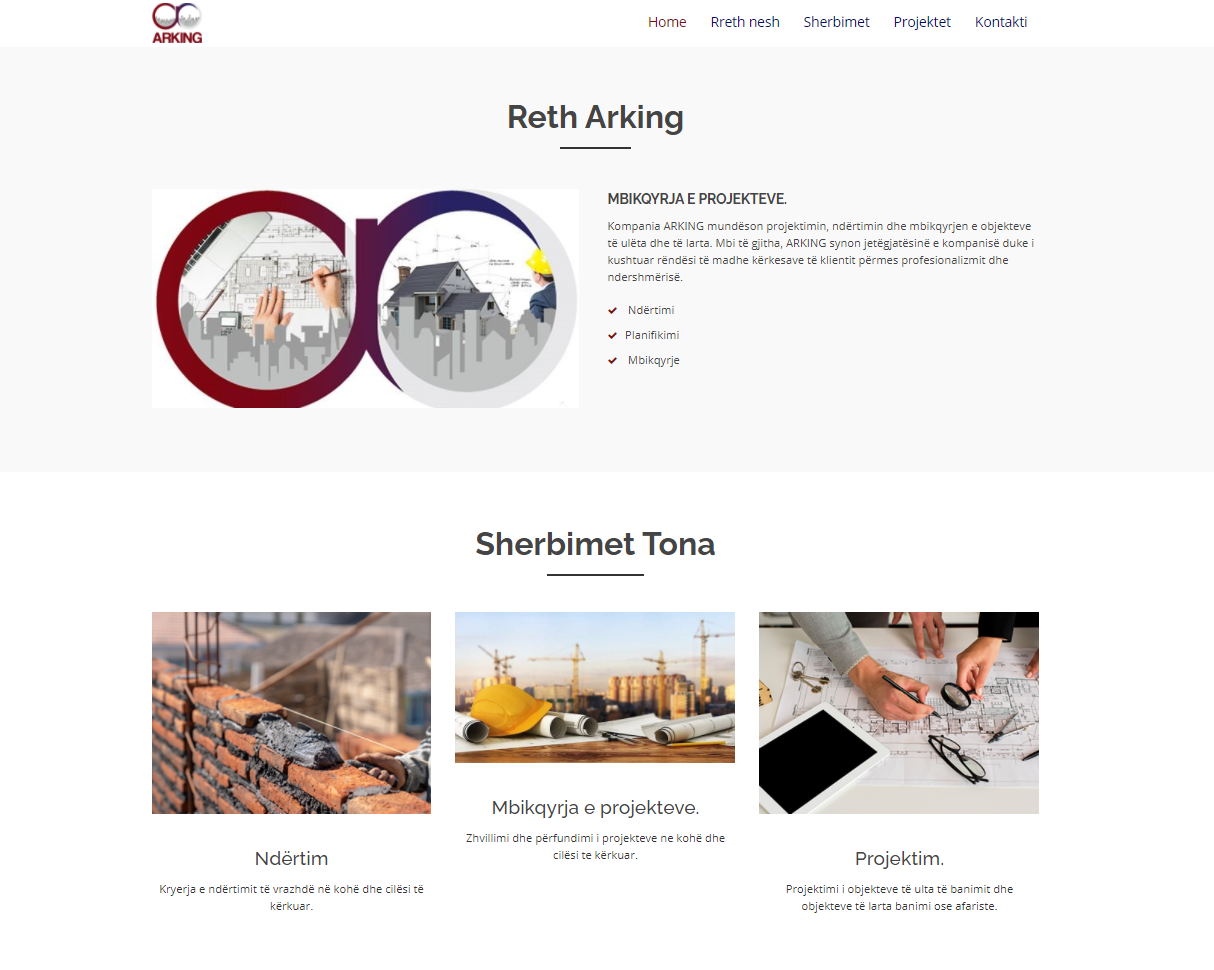 ARKING
Home Rreth nesh Sherbimet Projektet Kontakti
Reth Arking
MBIKQYRJA E PROJEKTEVE.
Kompania ARKING mundëson projektimin, ndërtimin dhe mbikqyrjen e objekteve
të ulëta dhe të larta. Mbi të gjitha, ARKING synon jetëgjatësinë e kompanisë duke i
kushtuar rëndësi të madhe kërkesave të klientit përmes profesionalizmit dhe
ndershmërisë.
Ndërtimi
Planifikimi
Mbikqyrje
Sherbimet Tona
Ndërtim
Kryerja e ndërtimit të vrazhdë në kohë dhe cilësi të
kërkuar.
Mbikqyrja e projekteve.
Zhvillimi dhe përfundimi i projekteve ne kohë dhe
cilësi te kërkuar.
Projektim.
Projektimi i objekteve të ulta të banimit dhe
objekteve të larta banimi ose afariste.